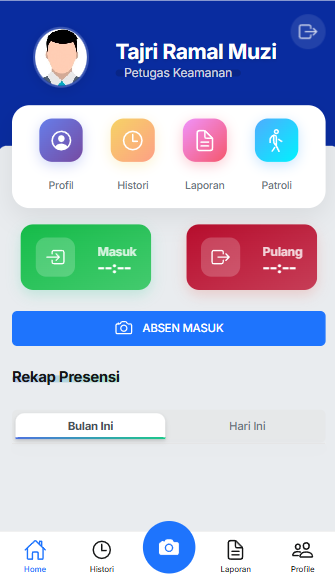 Tajri Ramal Muzi
Petugas Keamanan
Profil
Histori
Laporan
Patroli
Masuk
--:--
Pulang
--:--
ABSEN MASUK
Rekap Presensi
Bulan Ini
Hari Ini
Home
Histori
Laporan
Profile